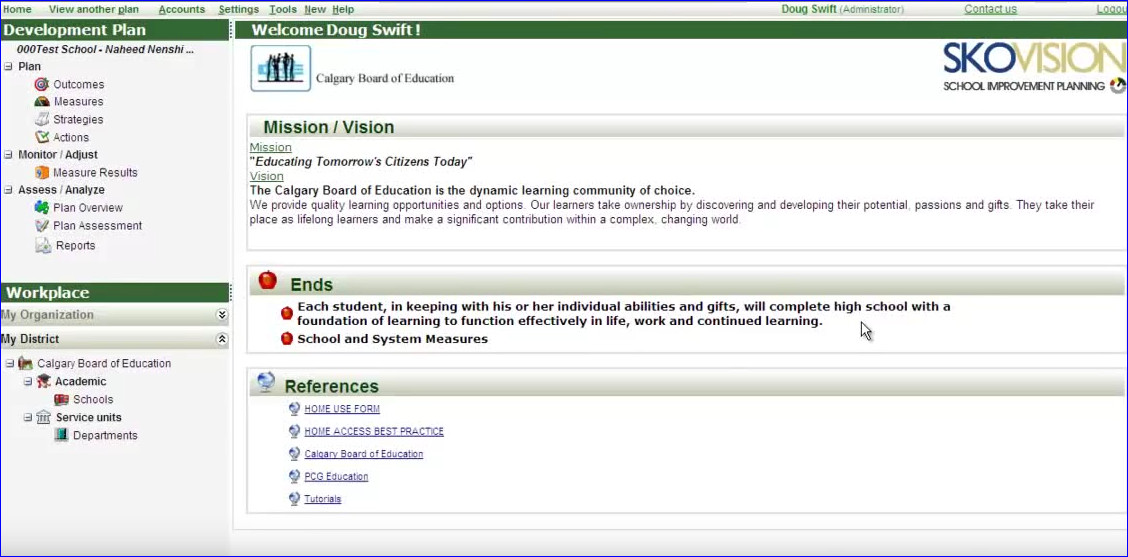 Home View another plan Accounts Settings Tools New Help Doug Swift (Administrator) Contact us Logou
Development Plan
000Test School - Naheed Nenshi ...
Plan
Outcomes
Measures
Strategies
Actions
Monitor / Adjust
Measure Results
Assess / Analyze
Plan Overview
Plan Assessment
Reports
Workplace
My Organization
My District
Calgary Board of Education
Academic
Schools
Service units
Departments
Welcome Doug Swift !
Calgary Board of Education
SKOVISION
SCHOOL IMPROVEMENT PLANNING
Mission / Vision
Mission
"Educating Tomorrow's Citizens Today"
Vision
The Calgary Board of Education is the dynamic learning community of choice.
We provide quality learning opportunities and options. Our learners take ownership by discovering and developing their potential, passions and gifts. They take their
place as lifelong learners and make a significant contribution within a complex, changing world.
Ends
Each student, in keeping with his or her individual abilities and gifts, will complete high school with a
foundation of learning to function effectively in life, work and continued learning.
School and System Measures
References
HOME USE FORM
HOME ACCESS BEST PRACTICE
Calgary Board of Education
PCG Education
Tutorials